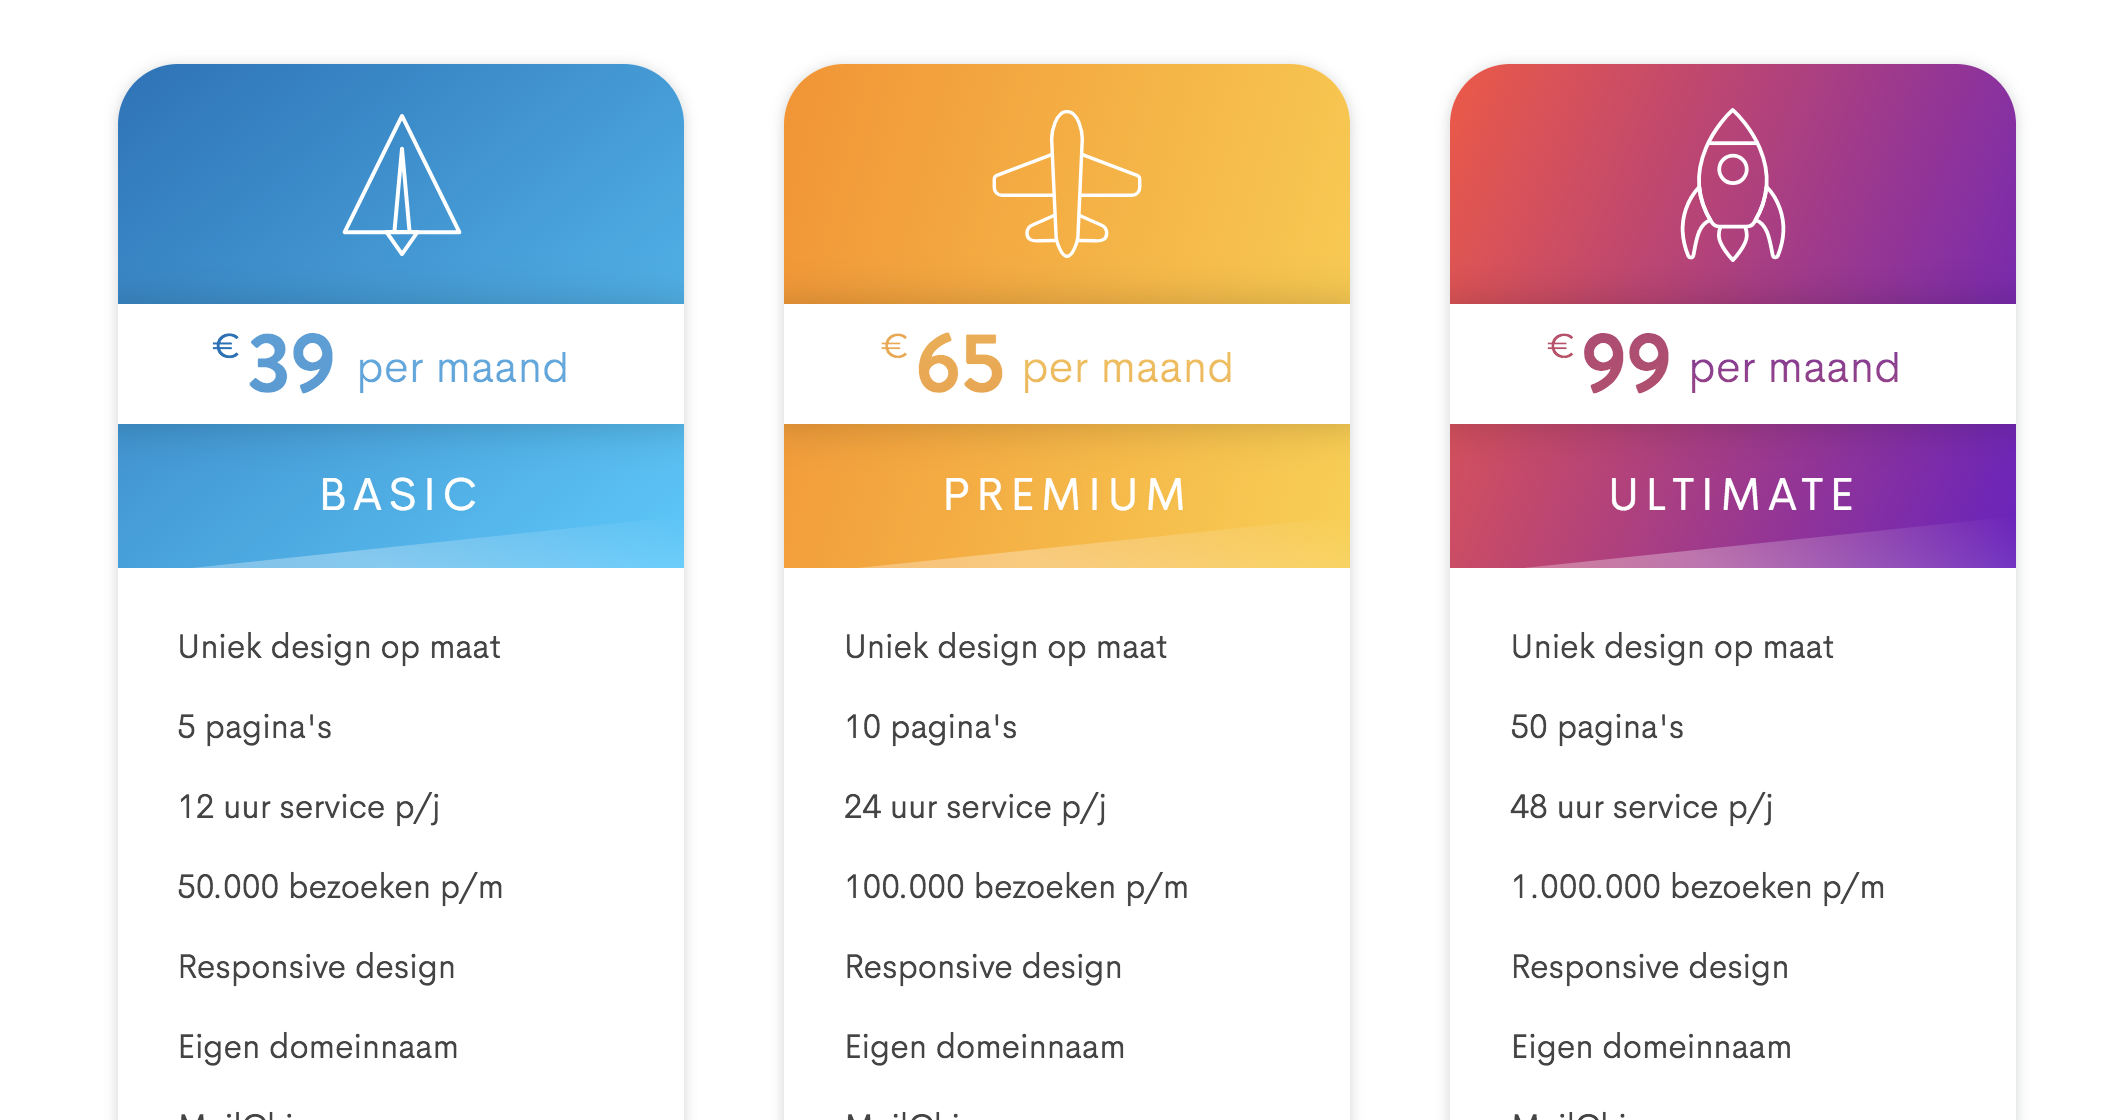 €39 per maand
BASIC
Uniek design op maat
5 pagina's
12 uur service p/j
50.000 bezoeken p/m
Responsive design
Eigen domeinnaam
€65 per maand
PREMIUM
Uniek design op maat
10 pagina's
24 uur service p/j
100.000 bezoeken p/m
Responsive design
Eigen domeinnaam
€99 per maand
ULTIMATE
Uniek design op maat
50 pagina's
48 uur service p/j
1.000.000 bezoeken p/m
Responsive design
Eigen domeinnaam